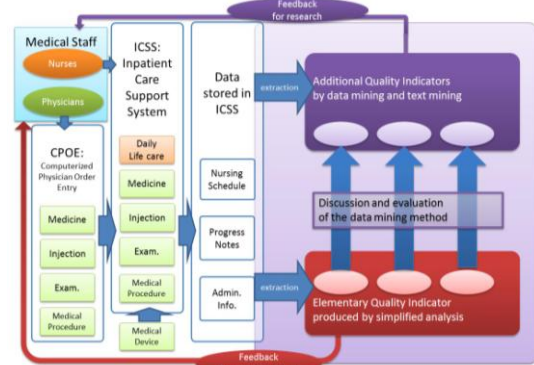 Feedback
for research
Medical Staff
Nurses
Physicians
CPOE:
Computerized
Physician Order
Entry
Medicine
Injection
Exam.
Medical
Procedure
ICSS:
Inpatient
Care
Support
System
Daily
Life care
Medicine
Injection
Exam.
Medical
Procedure
Medical
Device
Data
stored in
ICSS
Nursing
Schedule
Progress
Notes
Admin.
Info.
extraction
extraction
Additional Quality Indicators
by data mining and text mining
Discussion and evaluation
of the data mining method
Elementary Quality Indicator
produced by simplified analysis
Feedback